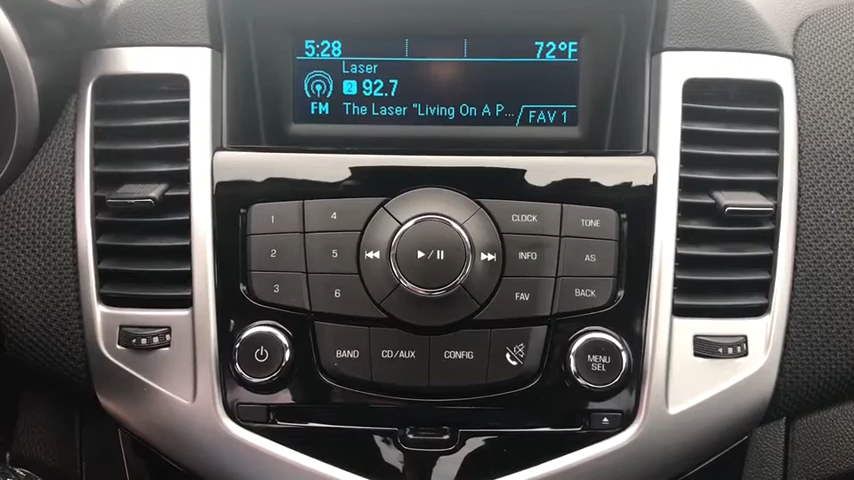 5:28 72°F
Laser
2 92.7
FM The Laser "Living On A P... FAV 1
1 4 CLOCK TONE
2 5 INFO AS
3 6 FAV BACK
BAND CD/AUX CONFIG
MENU
SEL